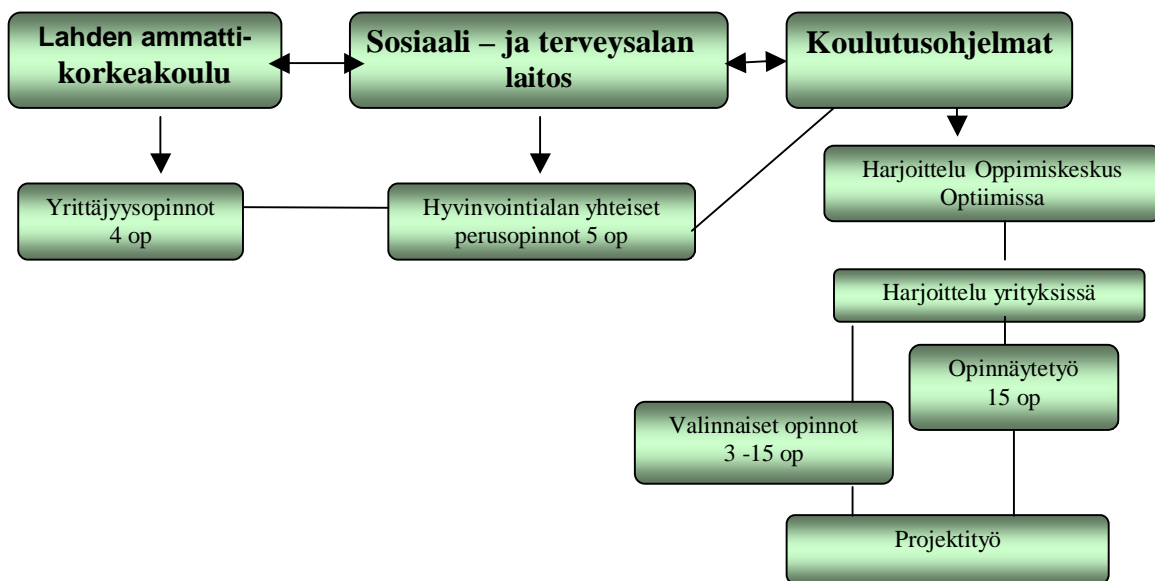 Lahden ammatti-
korkeakoulu
Sosiaali – ja terveysalan
laitos
Koulutusohjelmat
Yrittäjyysopinnot
4 op
Hyvinvointialan yhteiset
perusopinnot 5 op
Harjoittelu Oppimiskeskus
Optiimissa
Harjoittelu yrityksissä
Opinnäytetyö
15 op
Valinnaiset opinnot
3 -15 op
Projektityö